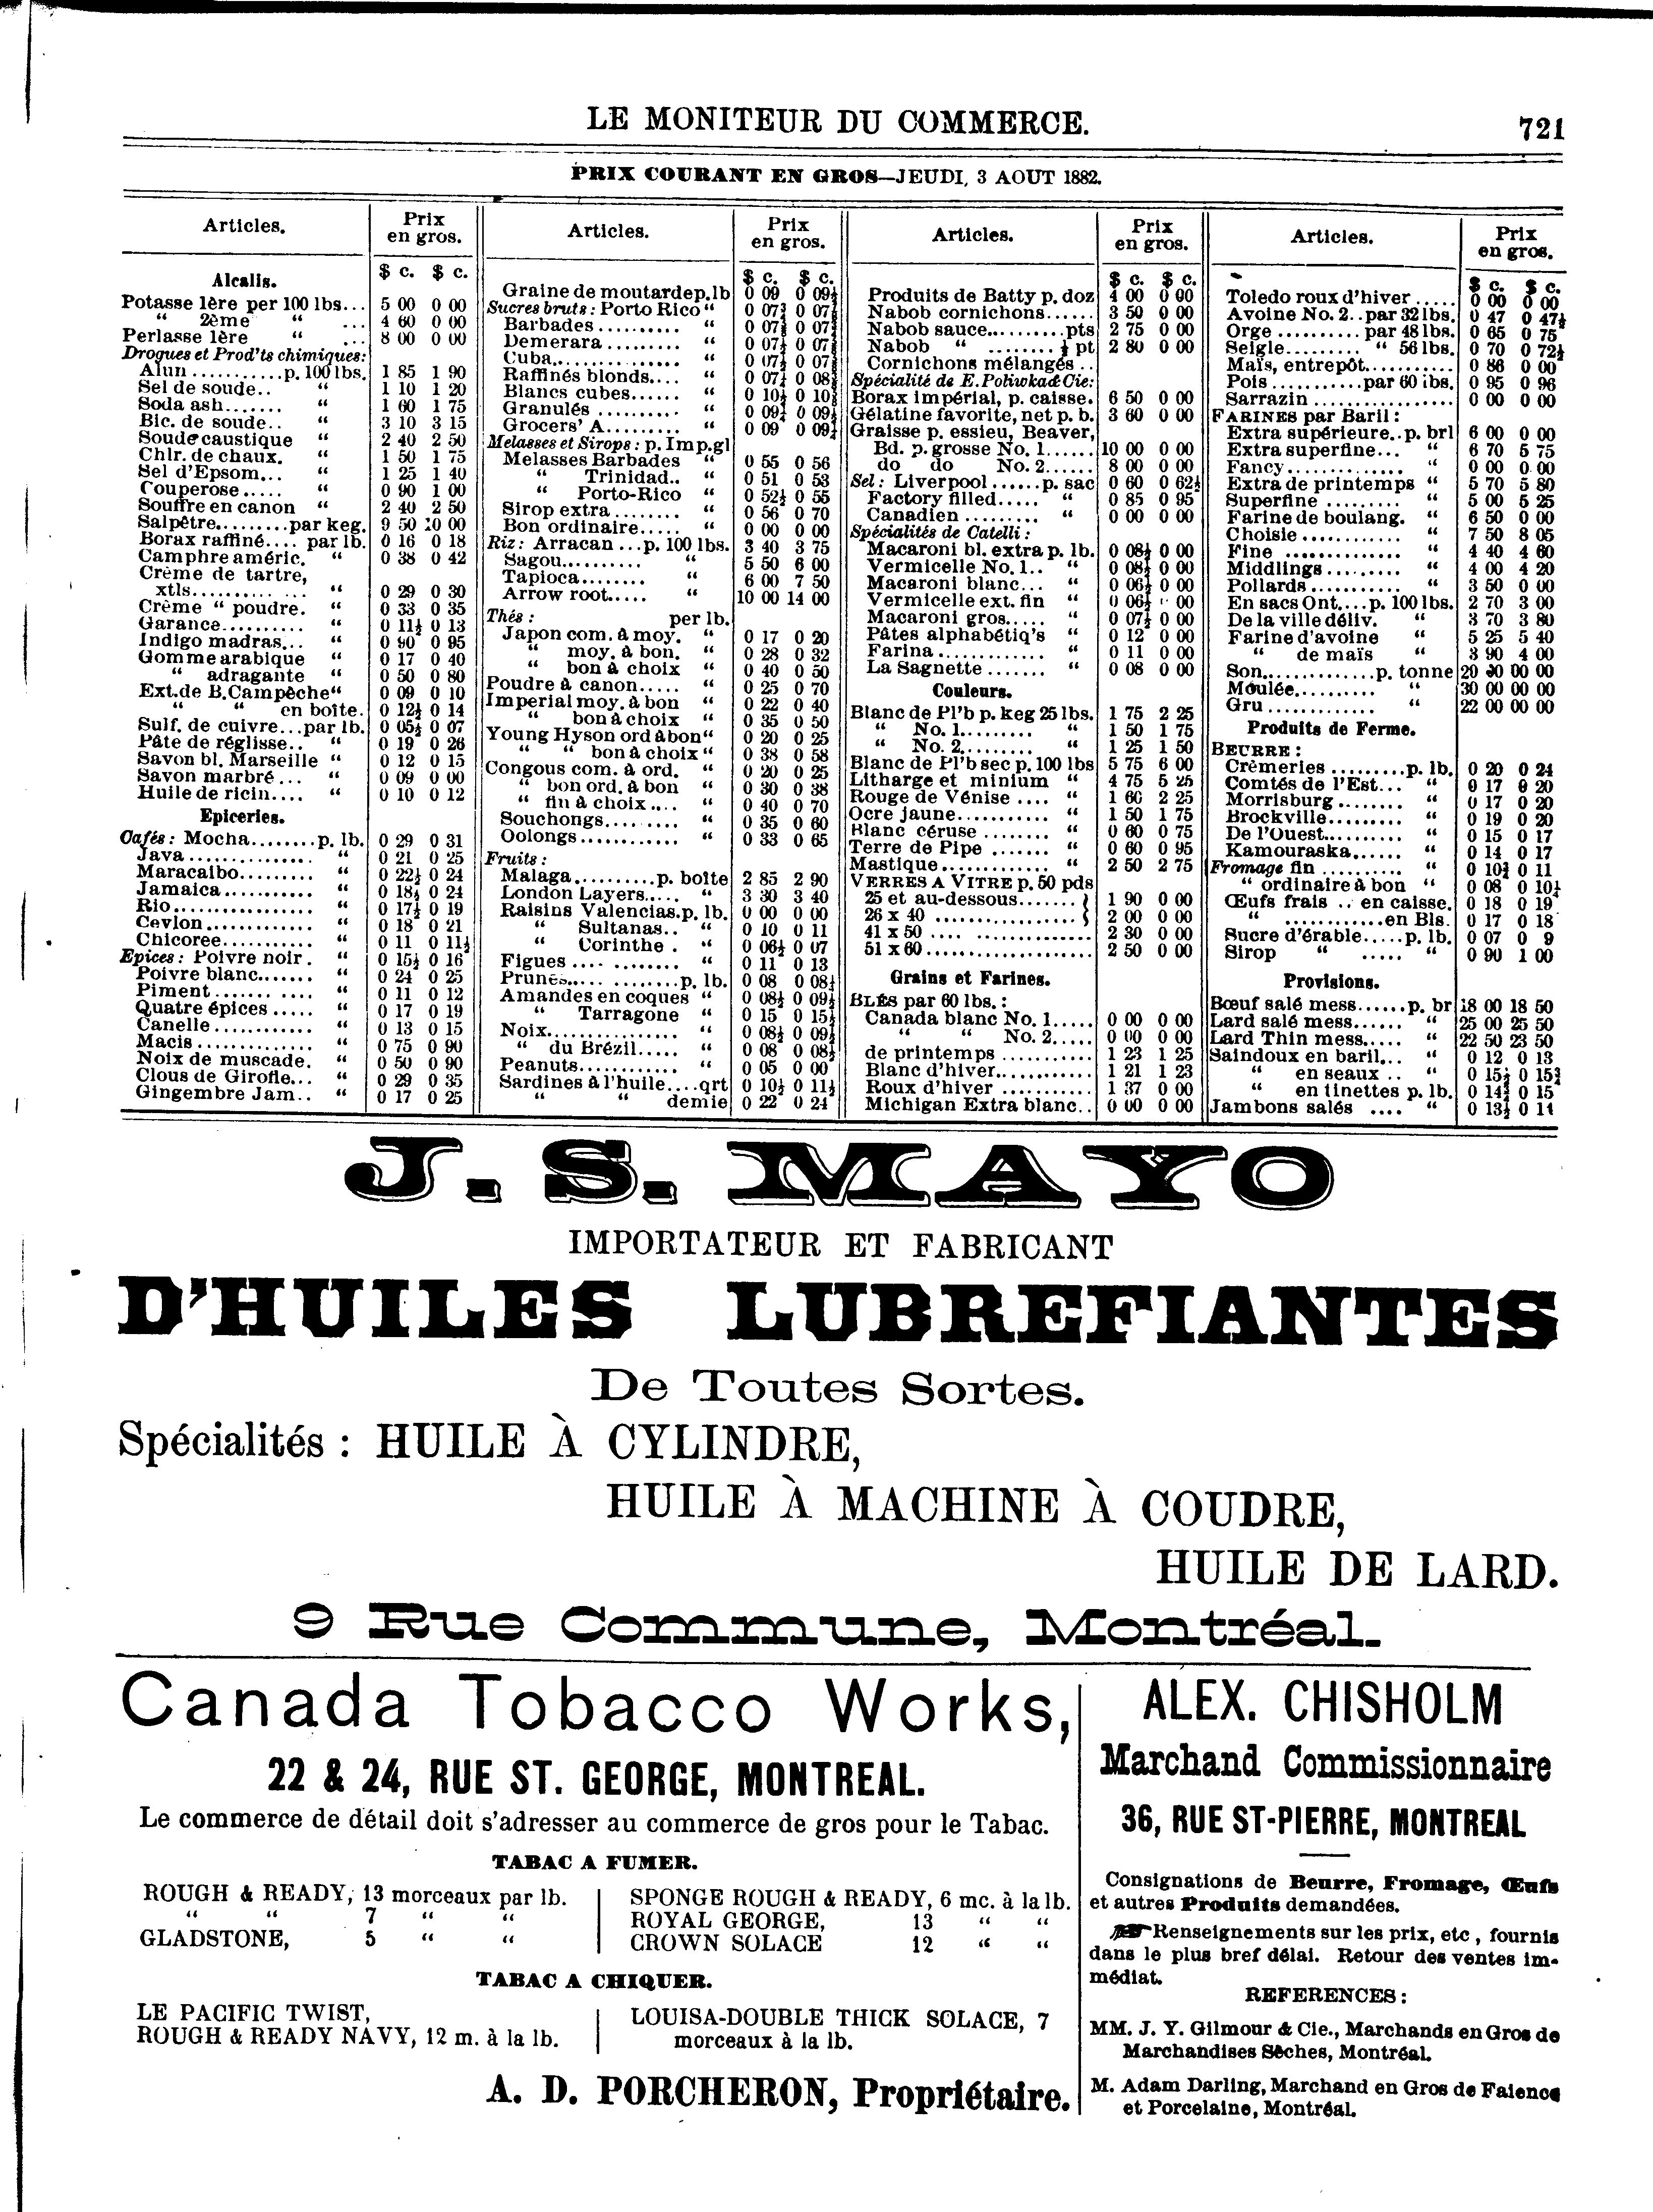 LE MONITEUR DU COMMERCE. 721
PRIX COURANT EN GROS—JEUDI, 3 AOUT 1882.
Articles. Prix
en gros.
$ c. $ c.
Alcalis.
Potasse 1ère per 100 lbs... 5 00 0 00
“ 2ème “ ... 4 60 0 00
Perlasse 1ère “ ... 8 00 0 00
Drogues et Prod'ts chimiques:
Alun ...........p. 100 lbs. 1 85 1 90
Sel de soude.. “ 1 10 1 20
Soda ash....... “ 1 60 1 75
Bic. de soude.. “ 3 10 3 15
Soude caustique “ 2 40 2 50
Chlr. de chaux. “ 1 50 1 75
Sel d'Epsom... “ 1 25 1 40
Couperose..... “ 0 90 1 00
Souffre en canon “ 2 40 2 50
Salpêtre.........par keg. 9 50 10 00
Borax raffiné.... par lb. 0 16 0 18
Camphre améric. “ 0 38 0 42
Crème de tartre,
xtls.......... ... “ 0 29 0 30
Crème “ poudre. “ 0 33 0 35
Garance.......... “ 0 11½ 0 13
Indigo madras... “ 0 90 0 95
Gomme arabique “ 0 17 0 40
“ adragante “ 0 50 0 80
Ext.de B.Campêche“ 0 09 0 10
“ “ en boîte. 0 12½ 0 14
Sulf. de cuivre...par lb. 0 05½ 0 07
Pâte de réglisse.. “ 0 19 0 26
Savon bl. Marseille “ 0 12 0 15
Savon marbré ... “ 0 09 0 00
Huile de ricin.... “ 0 10 0 12
Epiceries.
Cafés: Mocha........p. lb. 0 29 0 31
Java ............... “ 0 21 0 25
Maracaibo......... “ 0 22½ 0 24
Jamaica........... “ 0 18½ 0 24
Rio................. “ 0 17½ 0 19
Ceylon............. “ 0 18 0 21
Chicoree........... “ 0 11 0 11½
Epices: Poivre noir. “ 0 15½ 0 16
Poivre blanc....... “ 0 24 0 25
Piment....... .... “ 0 11 0 12
Quatre épices ..... “ 0 17 0 19
Canelle............ “ 0 13 0 15
Macis.............. “ 0 75 0 90
Noix de muscade. “ 0 50 0 90
Clous de Girofle... “ 0 29 0 35
Gingembre Jam.. “ 0 17 0 25
Articles. Prix
en gros.
$ c. $ c.
Graine de moutarde p.lb 0 09 0 09½
Sucres bruts: Porto Rico “ 0 07 0 07
Barbades .......... “ 0 07 0 07
Demerara ......... “ 0 07 0 07
Cuba................ “ 0 07 0 07
Raffinés blonds.... “ 0 07 0 08
Blancs cubes...... “ 0 10 0 10
Granulés .......... “ 0 09 0 09
Grocers' A......... “ 0 09 0 09
Melasses et Sirops: p. Imp.gl
Melasses Barbades “ 0 55 0 56
“ Trinidad.. “ 0 51 0 53
“ Porto-Rico “ 0 52½ 0 55
Sirop extra ........ “ 0 56 0 70
Bon ordinaire..... “ 0 00 0 00
Riz: Arracan ...p. 100 lbs. 3 40 3 75
Sagou.......... “ 5 50 6 00
Tapioca........ “ 6 00 7 50
Arrow root..... “ 10 00 14 00
Thés: per lb.
Japon com. à moy. “ 0 17 0 20
“ moy. à bon. “ 0 28 0 32
“ bon à choix “ 0 40 0 50
Poudre à canon..... “ 0 25 0 70
Imperial moy. à bon “ 0 22 0 40
“ bon à choix “ 0 35 0 50
Young Hyson ord à bon“ 0 20 0 25
“ “ bon à choix“ 0 38 0 58
Congous com. à ord. “ 0 20 0 25
“ bon ord. à bon “ 0 30 0 38
“ fin à choix.... “ 0 40 0 70
Souchongs.... ..... “ 0 35 0 60
Oolongs............ “ 0 33 0 65
Fruits:
Malaga..........p. boîte 2 85 2 90
London Layers..... “ 3 30 3 40
Raisins Valencias.p. lb. 0 00 0 00
“ Sultanas.. “ 0 10 0 11
“ Corinthe . “ 0 06½ 0 07
Figues .... ........ “ 0 11 0 13
Prunes.............p. lb. 0 08 0 08½
Amandes en coques “ 0 08½ 0 09½
“ Tarragone “ 0 15 0 15½
Noix............... “ 0 08½ 0 09½
“ du Brézil..... “ 0 08 0 08½
Peanuts............ “ 0 05 0 00
Sardines à l'huile....qrt 0 10½ 0 11½
“ “ demie 0 22 0 24
Articles. Prix
en gros.
$ c. $ c.
Produits de Batty p. doz 4 00 0 00
Nabob cornichons...... 3 50 0 00
Nabob sauce..........pts 2 75 0 00
Nabob “ ........ ½ pt 2 80 0 00
Cornichons mélangés ..
Spécialité de E. Poliwka & Cie:
Borax impérial, p. caisse. 6 50 0 00
Gélatine favorite, net p. b. 3 60 0 00
Graisse p. essieu, Beaver,
Bd. p. grosse No. 1...... 10 00 0 00
do do No. 2...... 8 00 0 00
Sel: Liverpool ......p. sac 0 60 0 62½
Factory filled..... “ 0 85 0 95
Canadien ......... “ 0 00 0 00
Spécialités de Catelli:
Macaroni bl. extra p. lb. 0 08½ 0 00
Vermicelle No. 1.. “ 0 08½ 0 00
Macaroni blanc... “ 0 06½ 0 00
Vermicelle ext. fin “ 0 06½ 00
Macaroni gros..... “ 0 07½ 0 00
Pâtes alphabétiq's “ 0 12 0 00
Farina............. “ 0 11 0 00
La Sagnette ....... “ 0 08 0 00
Couleurs.
Blanc de Pl'b p. keg 25 lbs. 1 75 2 25
“ No. 1......... “ 1 50 1 75
“ No. 2......... “ 1 25 1 50
Blanc de Pl'b sec p. 100 lbs 5 75 6 00
Litharge et minium “ 4 75 5 25
Rouge de Vénise .... “ 1 60 2 25
Ocre jaune........... “ 1 50 1 75
Blanc céruse ........ “ 0 60 0 75
Terre de Pipe ....... “ 0 60 0 95
Mastique............. “ 2 50 2 75
VERRES A VITRE p. 50 pds
25 et au-dessous....... 1 90 0 00
26 x 40 ................. 2 00 0 00
41 x 50 .... ............. 2 30 0 00
51 x 60................... 2 50 0 00
Grains et Farines.
BLÉS par 60 lbs.:
Canada blanc No. 1..... 0 00 0 00
“ “ No. 2..... 0 00 0 00
de printemps ........... 1 23 1 25
Blanc d'hiver............ 1 21 1 23
Roux d'hiver ........... 1 37 0 00
Michigan Extra blanc.. 0 00 0 00
Articles. Prix
en gros.
$ c. $ c.
Toledo roux d'hiver ..... 0 00 0 00
Avoine No. 2..par 32 lbs. 0 47 0 47½
Orge .......... par 48 lbs. 0 65 0 75
Seigle......... “ 56 lbs. 0 70 0 72½
Maïs, entrepôt........... 0 86 0 00
Pois ...........par 60 lbs. 0 95 0 96
Sarrazin ................. 0 00 0 00
FARINES par Baril:
Extra supérieure..p. brl 6 00 0 00
Extra superfine... “ 6 70 5 75
Fancy.............. “ 0 00 0 00
Extra de printemps “ 5 70 5 80
Superfine ......... “ 5 00 5 25
Farine de boulang. “ 6 50 0 00
Choisie ............ “ 7 50 8 05
Fine .............. “ 4 40 4 60
Middlings.......... “ 4 00 4 20
Pollards ........... “ 3 50 0 00
En sacs Ont....p. 100 lbs. 2 70 3 00
De la ville déliv. “ 3 70 3 80
Farine d'avoine “ 5 25 5 40
“ de maïs “ 3 90 4 00
Son..............p. tonne 00 00
Moulée.......... “ 30 00 00 00
Gru ............. “ 22 00 00 00
Produits de Ferme.
BEURRE:
Crèmeries ..........p. lb. 0 20 0 24
Comtés de l'Est... “ 0 17 0 20
Morrisburg ........ “ 0 17 0 20
Brockville......... “ 0 19 0 20
De l'Ouest.......... “ 0 15 0 17
Kamouraska...... “ 0 14 0 17
Fromage fin .......... “ 0 10½ 0 11
“ ordinaire à bon “ 0 08 0 10½
Œufs frais .. en caisse. 0 18 0 19
“ ............en Bls. 0 17 0 18
Sucre d'érable.....p. lb. 0 07 0 9
Sirop “ ..... “ 0 90 1 00
Provisions.
Bœuf salé mess......p. br 18 00 18 50
Lard salé mess...... “ 25 00 25 50
Lard Thin mess..... “ 22 50 23 50
Saindoux en baril... “ 0 12 0 13
“ en seaux .. “ 0 15½ 0 15¾
“ en tinettes p. lb. 0 14¾ 0 15
Jambons salés .... “ 0 13½ 0 14
J. S. MAYO
IMPORTATEUR ET FABRICANT
D'HUILES LUBREFIANTES
De Toutes Sortes.
Spécialités : HUILE À CYLINDRE,
HUILE À MACHINE À COUDRE,
HUILE DE LARD.
9 Rue Commune, Montréal.
Canada Tobacco Works,
22 & 24, RUE ST. GEORGE, MONTREAL.
Le commerce de détail doit s'adresser au commerce de gros pour le Tabac.
TABAC A FUMER.
ROUGH & READY, 13 morceaux par lb.
“ “ 7 “ “
GLADSTONE, 5 “ “
SPONGE ROUGH & READY, 6 mc. à la lb.
ROYAL GEORGE, 13 “ “
CROWN SOLACE 12 “ “
TABAC A CHIQUER.
LE PACIFIC TWIST,
ROUGH & READY NAVY, 12 m. à la lb.
LOUISA-DOUBLE THICK SOLACE, 7
morceaux à la lb.
A. D. PORCHERON, Propriétaire.
ALEX. CHISHOLM
Marchand Commissionnaire
36, RUE ST-PIERRE, MONTREAL
Consignations de Beurre, Fromage, Œufs
et autres Produits demandées.
Renseignements sur les prix, etc , fournis
dans le plus bref délai. Retour des ventes im-
médiat.
REFERENCES :
MM. J. Y. Gilmour & Cie., Marchands en Gros de
Marchandises Sèches, Montréal.
M. Adam Darling, Marchand en Gros de Faience
et Porcelaine, Montréal.